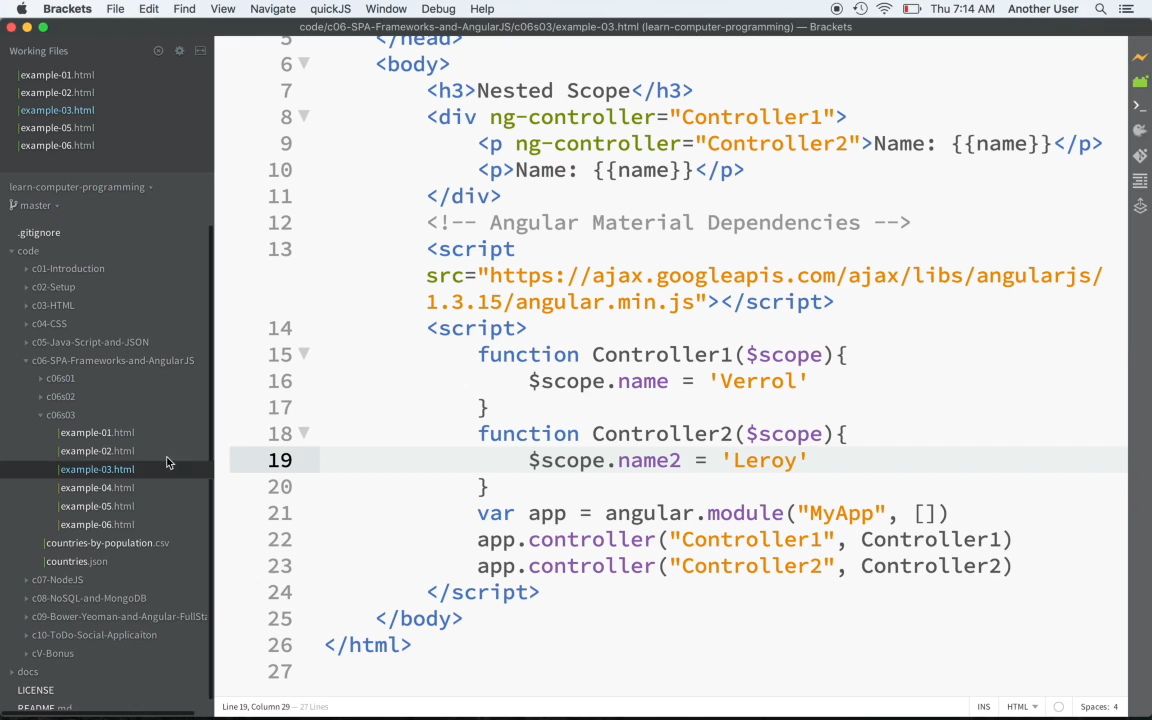 Brackets File Edit Find View Navigate quickJS Window Debug Help Thu 7:14 AM Another User
code/c06-SPA-Frameworks-and-AngularJS/c06s03/example-03.html (learn-computer-programming) — Brackets
Working Files
example-01.html
example-02.html
example-03.html
example-05.html
example-06.html
learn-computer-programming
master
.gitignore
code
c01-Introduction
c02-Setup
c03-HTML
c04-CSS
c05-Java-Script-and-JSON
c06-SPA-Frameworks-and-AngularJS
c06s01
c06s02
c06s03
example-01.html
example-02.html
example-03.html
example-04.html
example-05.html
example-06.html
countries-by-population.csv
countries.json
c07-NodeJS
c08-NoSQL-and-MongoDB
c09-Bower-Yeoman-and-Angular-FullSta
c10-ToDo-Social-Applicaiton
cV-Bonus
docs
LICENSE
README.md
5 </head>
6 <body>
7 <h3>Nested Scope</h3>
8 <div ng-controller="Controller1">
9 <p ng-controller="Controller2">Name: {{name}}</p>
10 <p>Name: {{name}}</p>
11 </div>
12 <!-- Angular Material Dependencies -->
13 <script
src="https://ajax.googleapis.com/ajax/libs/angularjs/
1.3.15/angular.min.js"></script>
14 <script>
15 function Controller1($scope){
16 $scope.name = 'Verrol'
17 }
18 function Controller2($scope){
19 $scope.name2 = 'Leroy'
20 }
21 var app = angular.module("MyApp", [])
22 app.controller("Controller1", Controller1)
23 app.controller("Controller2", Controller2)
24 </script>
25 </body>
26 </html>
27
Line 19, Column 29 — 27 Lines
INS HTML Spaces: 4